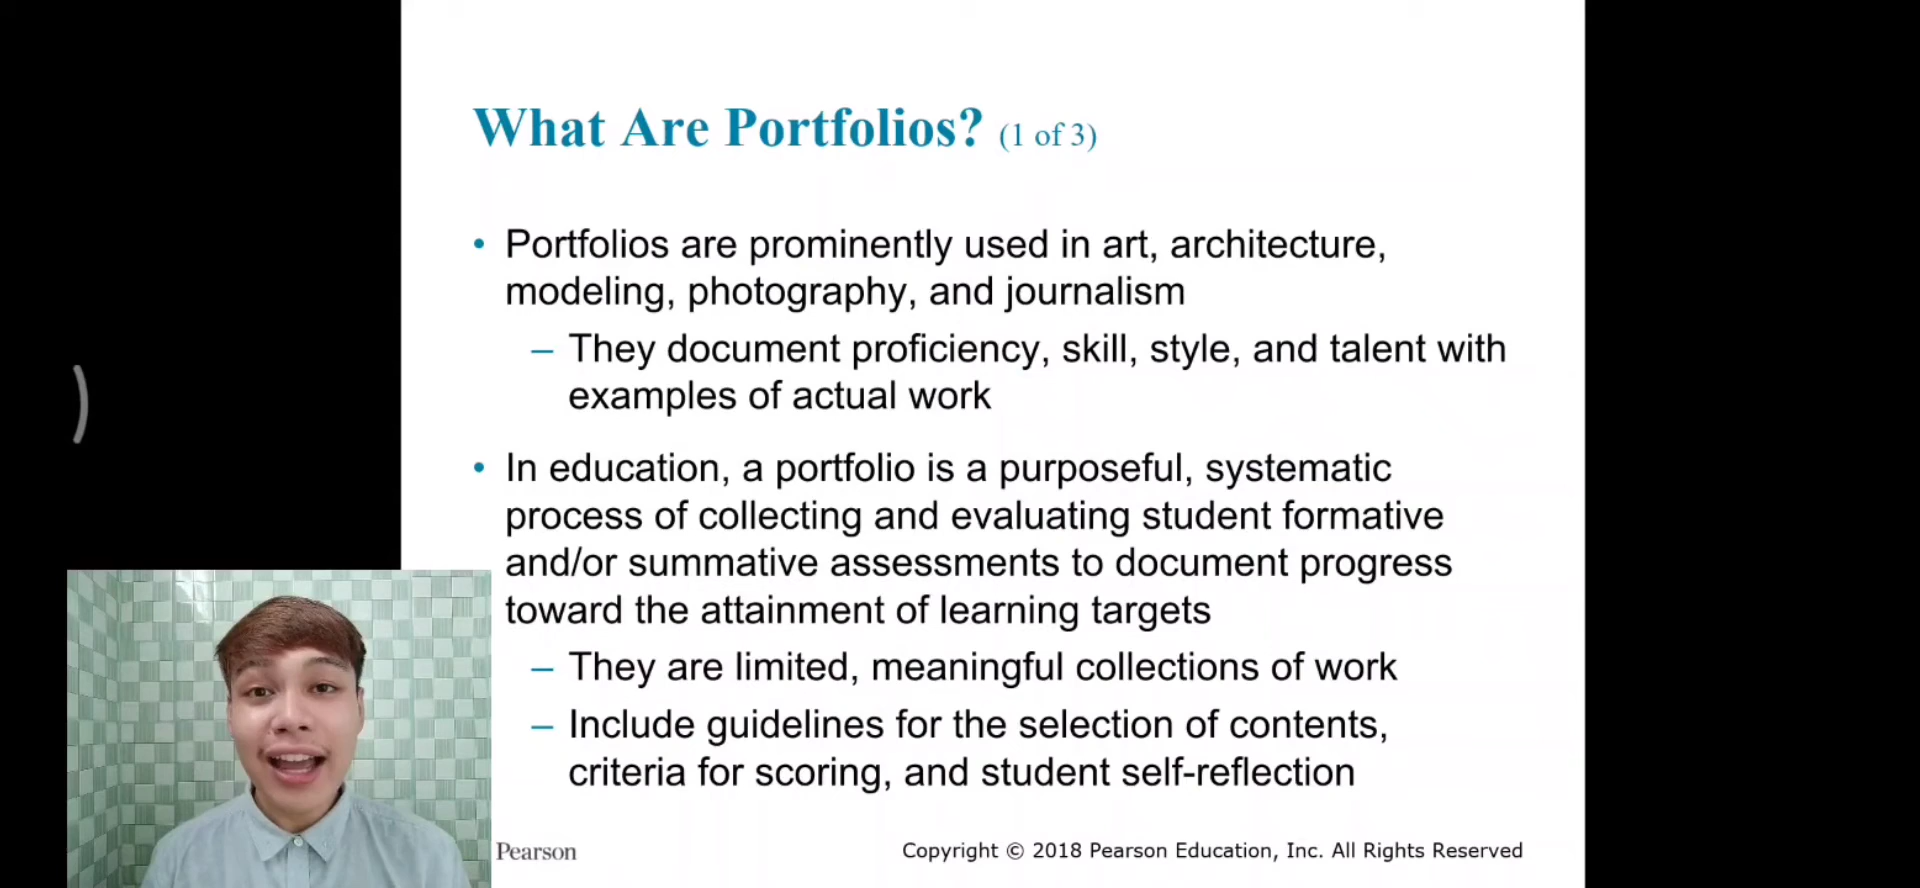 What Are Portfolios? (1 of 3)
• Portfolios are prominently used in art, architecture,
modeling, photography, and journalism
– They document proficiency, skill, style, and talent with
examples of actual work
• In education, a portfolio is a purposeful, systematic
process of collecting and evaluating student formative
and/or summative assessments to document progress
toward the attainment of learning targets
– They are limited, meaningful collections of work
– Include guidelines for the selection of contents,
criteria for scoring, and student self-reflection
Pearson
Copyright © 2018 Pearson Education, Inc. All Rights Reserved